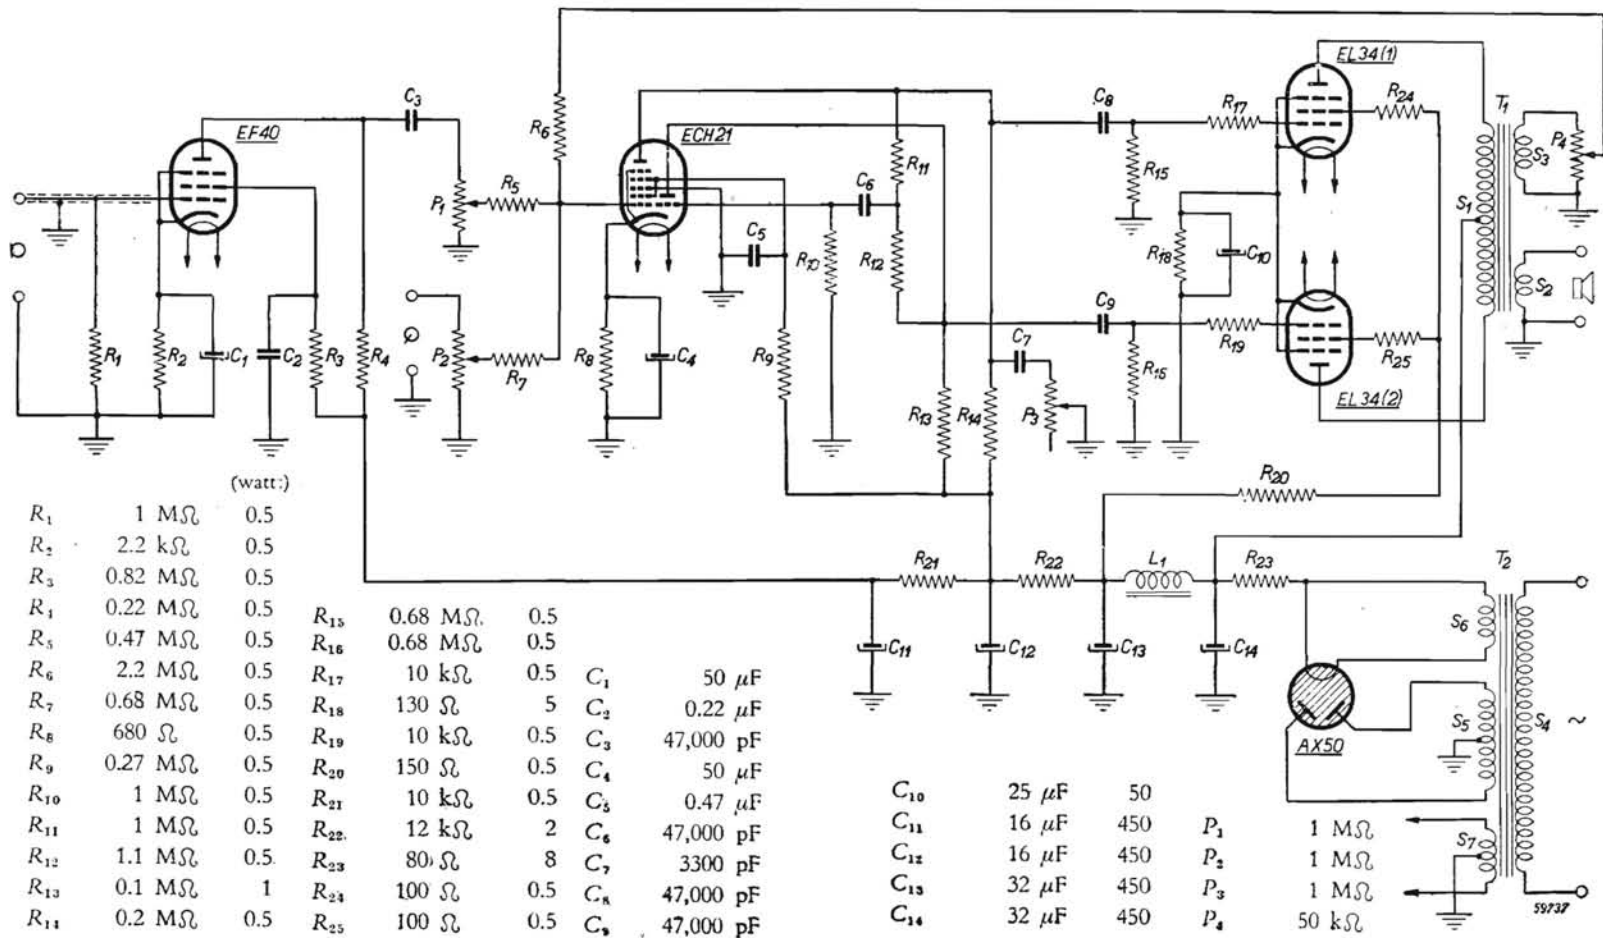 EF40
C3
R6
ECH21
R11
C8
R17
EL34(1)
R24
T1
P4
S3
R5
P1
C6
R15
S1
C5
R10
R12
R18
C10
S2
C9
R19
R25
EL34(2)
R1
R2
C1
C2
R3
R4
P2
R7
R8
C4
R9
C7
R13
R14
P3
R15
R20
R21
R22
L1
R23
T2
C11
C12
C13
C14
S6
S5
S4
~
AX50
S7
59737
(watt:)
R1 1 MΩ 0.5
R2 2.2 kΩ 0.5
R3 0.82 MΩ 0.5
R4 0.22 MΩ 0.5
R5 0.47 MΩ 0.5
R6 2.2 MΩ 0.5
R7 0.68 MΩ 0.5
R8 680 Ω 0.5
R9 0.27 MΩ 0.5
R10 1 MΩ 0.5
R11 1 MΩ 0.5
R12 1.1 MΩ 0.5
R13 0.1 MΩ 1
R14 0.2 MΩ 0.5
R15 0.68 MΩ 0.5
R16 0.68 MΩ 0.5
R17 10 kΩ 0.5
R18 130 Ω 5
R19 10 kΩ 0.5
R20 150 Ω 0.5
R21 10 kΩ 0.5
R22 12 kΩ 2
R23 80 Ω 8
R24 100 Ω 0.5
R25 100 Ω 0.5
C1 50 μF
C2 0.22 μF
C3 47,000 pF
C4 50 μF
C5 0.47 μF
C6 47,000 pF
C7 3300 pF
C8 47,000 pF
C9 47,000 pF
C10 25 μF 50
C11 16 μF 450
C12 16 μF 450
C13 32 μF 450
C14 32 μF 450
P1 1 MΩ
P2 1 MΩ
P3 1 MΩ
P4 50 kΩ